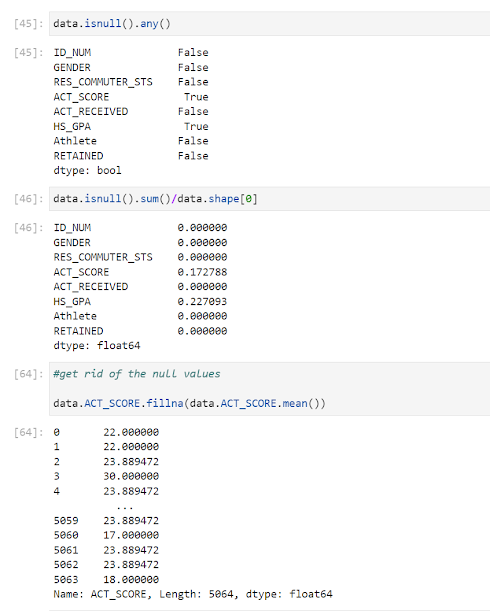 [45]: data.isnull().any()
[45]: ID_NUM False
GENDER False
RES_COMMUTER_STS False
ACT_SCORE True
ACT_RECEIVED False
HS_GPA True
Athlete False
RETAINED False
dtype: bool
[46]: data.isnull().sum()/data.shape[0]
[46]: ID_NUM 0.000000
GENDER 0.000000
RES_COMMUTER_STS 0.000000
ACT_SCORE 0.172788
ACT_RECEIVED 0.000000
HS_GPA 0.227093
Athlete 0.000000
RETAINED 0.000000
dtype: float64
[64]: #get rid of the null values
data.ACT_SCORE.fillna(data.ACT_SCORE.mean())
[64]: 0 22.000000
1 22.000000
2 23.889472
3 30.000000
4 23.889472
...
5059 23.889472
5060 17.000000
5061 23.889472
5062 23.889472
5063 18.000000
Name: ACT_SCORE, Length: 5064, dtype: float64